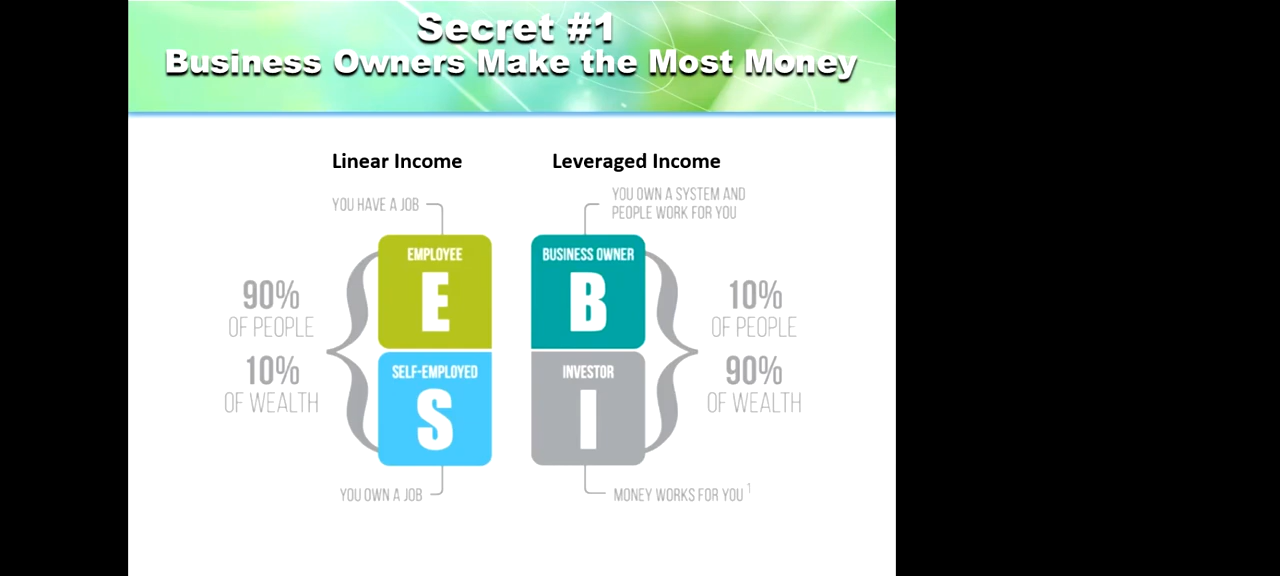 Secret #1
Business Owners Make the Most Money
Linear Income
Leveraged Income
YOU HAVE A JOB
YOU OWN A SYSTEM AND
PEOPLE WORK FOR YOU
EMPLOYEE
E
BUSINESS OWNER
B
90%
OF PEOPLE
10%
OF WEALTH
10%
OF PEOPLE
90%
OF WEALTH
SELF-EMPLOYED
S
INVESTOR
I
YOU OWN A JOB
MONEY WORKS FOR YOU 1